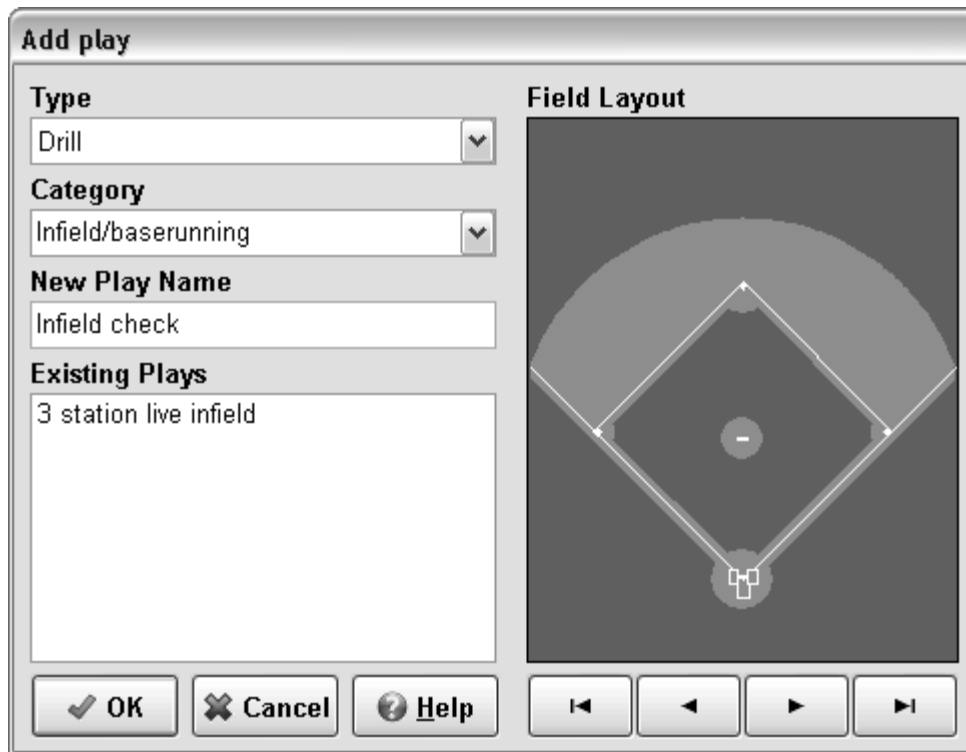 Add play
Type
Drill
Category
Infield/baserunning
New Play Name
Infield check
Existing Plays
3 station live infield
OK
Cancel
Help
Field Layout